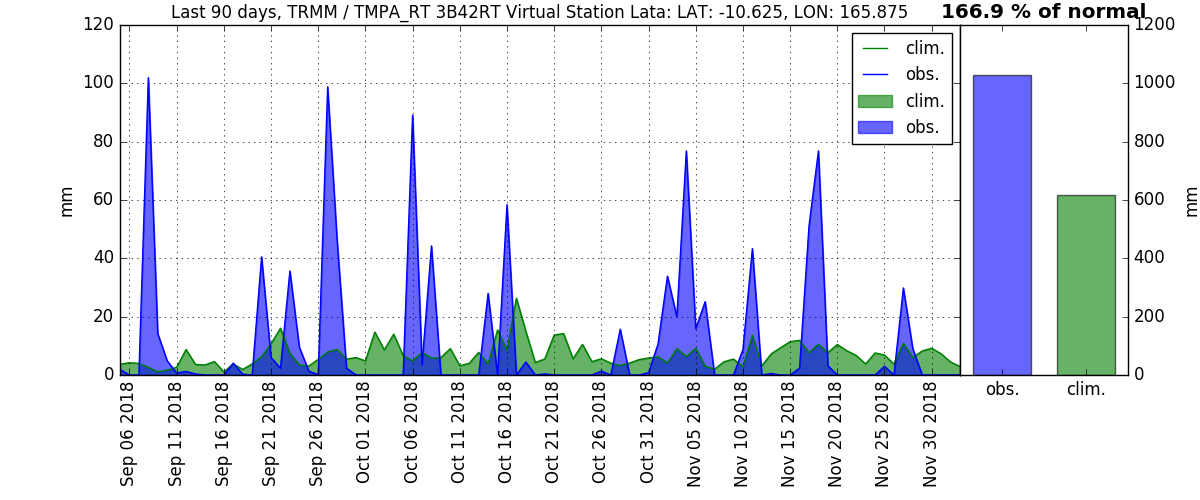 Last 90 days, TRMM / TMPA_RT 3B42RT Virtual Station Lata: LAT: -10.625, LON: 165.875
166.9 % of normal
mm
120
100
80
60
40
20
0
clim.
obs.
clim.
obs.
Sep 06 2018
Sep 11 2018
Sep 16 2018
Sep 21 2018
Sep 26 2018
Oct 01 2018
Oct 06 2018
Oct 11 2018
Oct 16 2018
Oct 21 2018
Oct 26 2018
Oct 31 2018
Nov 05 2018
Nov 10 2018
Nov 15 2018
Nov 20 2018
Nov 25 2018
Nov 30 2018
1200
1000
800
600
400
200
0
mm
obs.
clim.